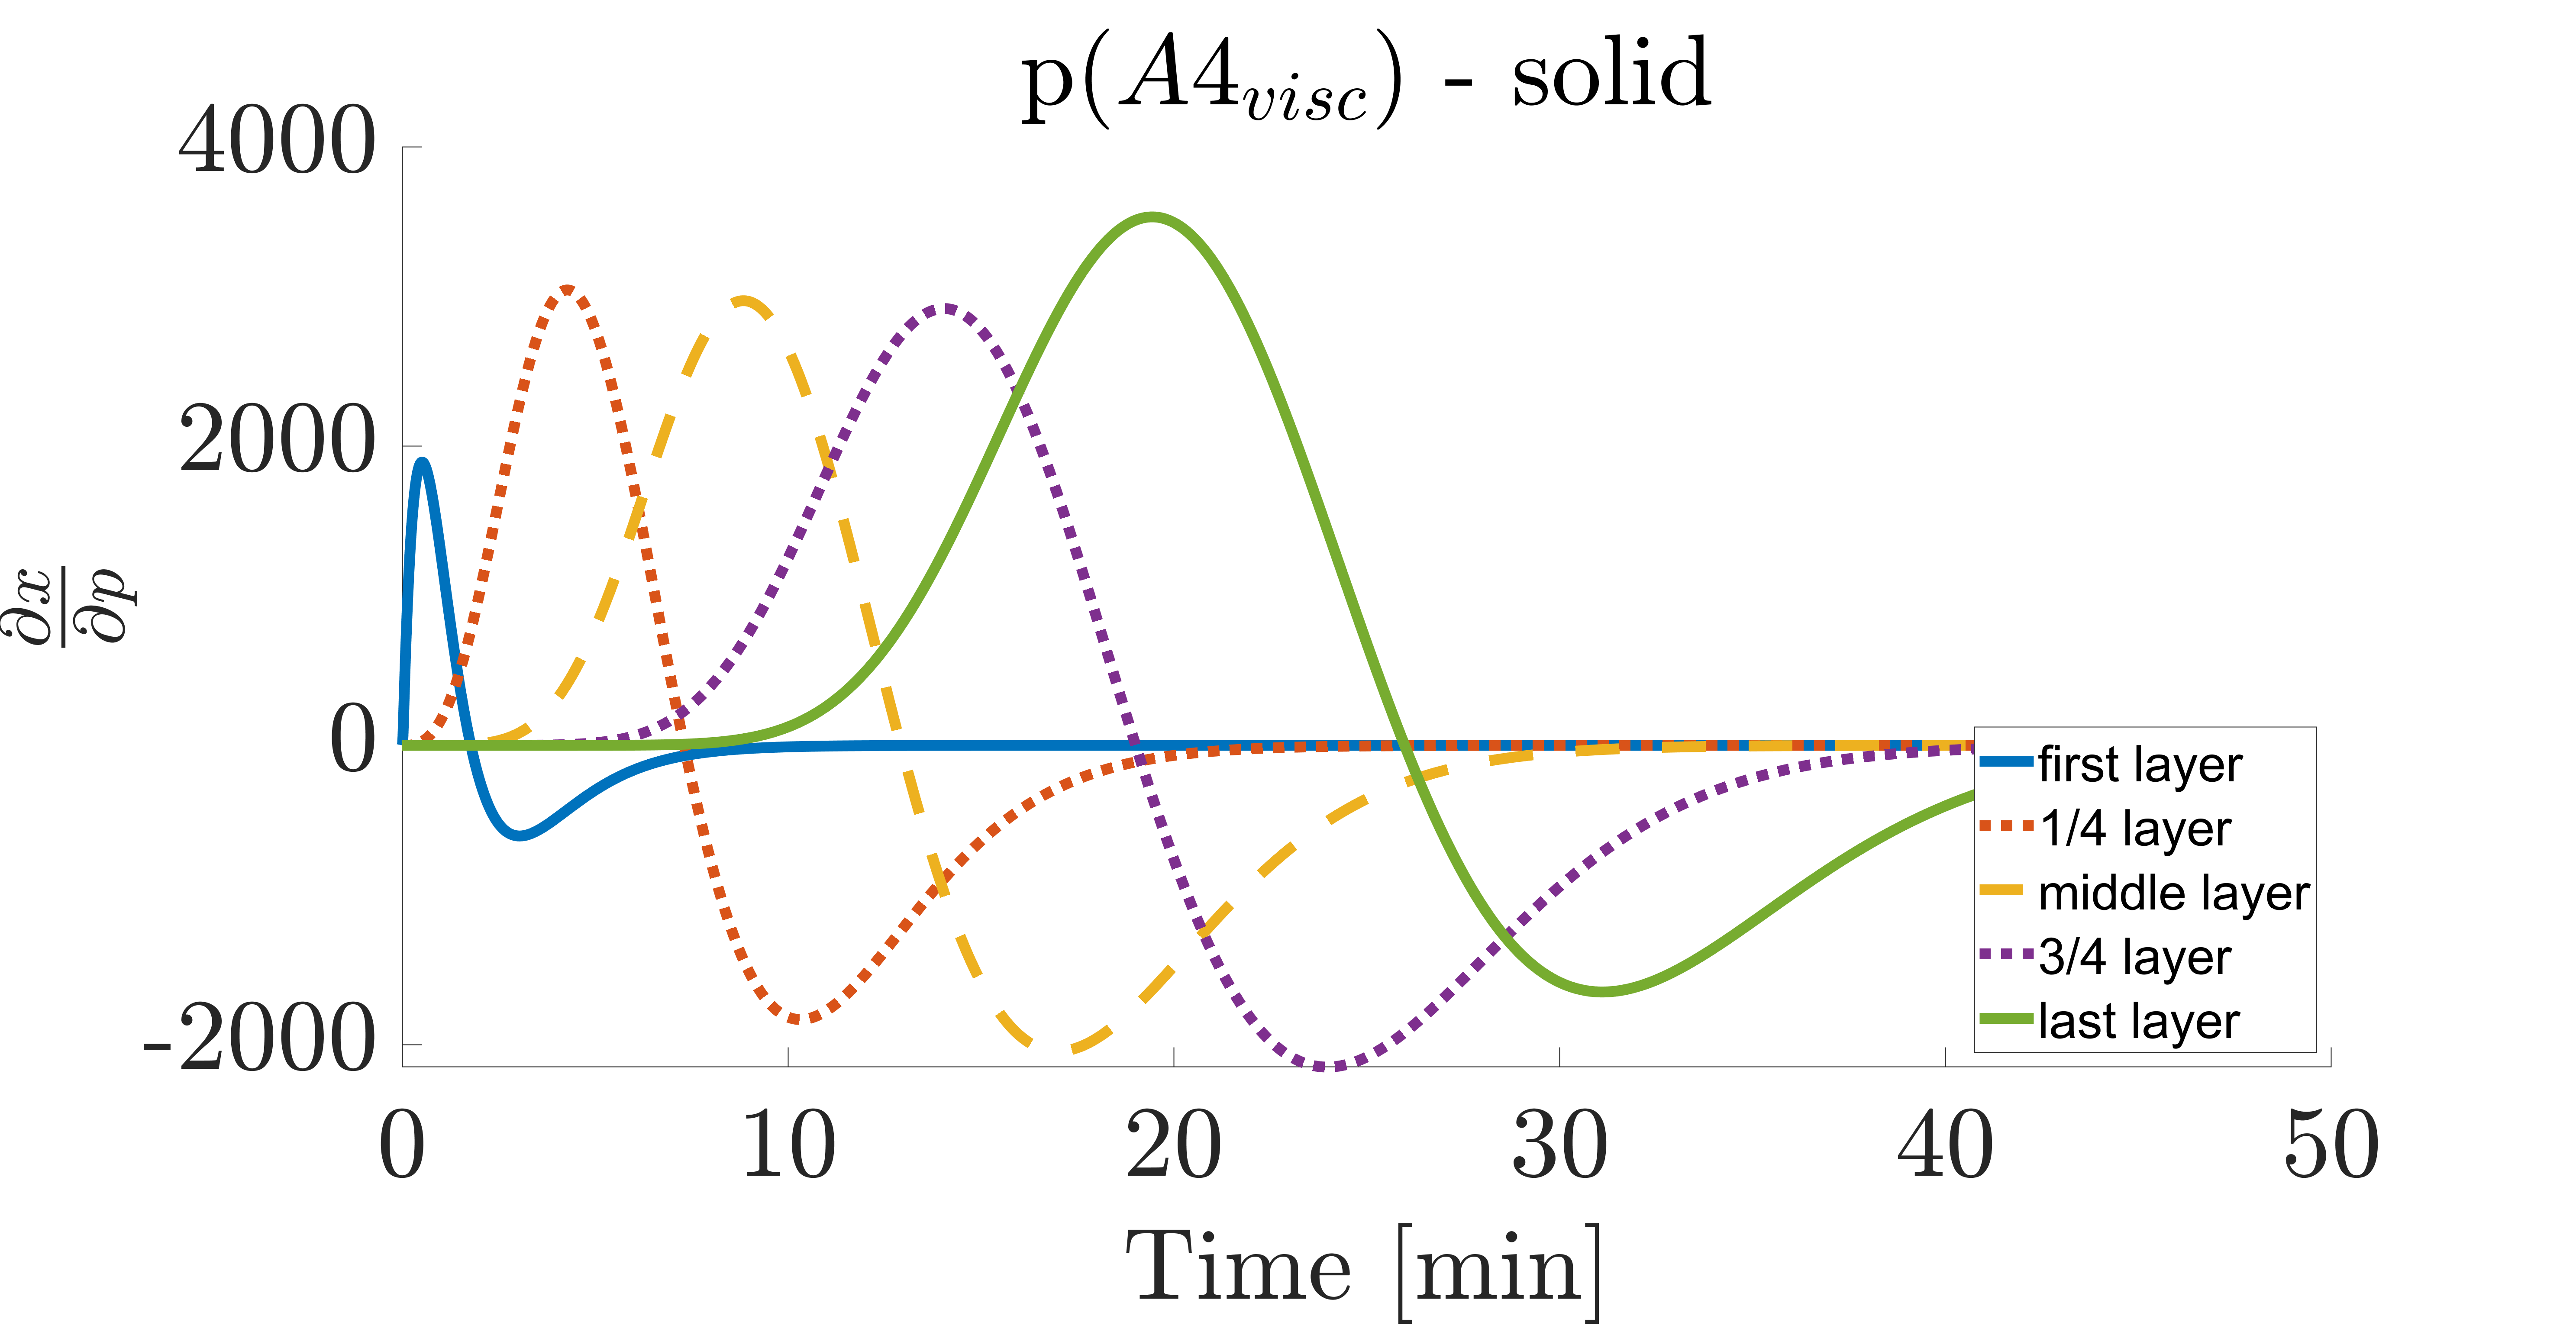 p(A4visc) - solid
4000
2000
0
-2000
∂x
∂p
0 10 20 30 40 50
Time [min]
first layer
1/4 layer
middle layer
3/4 layer
last layer